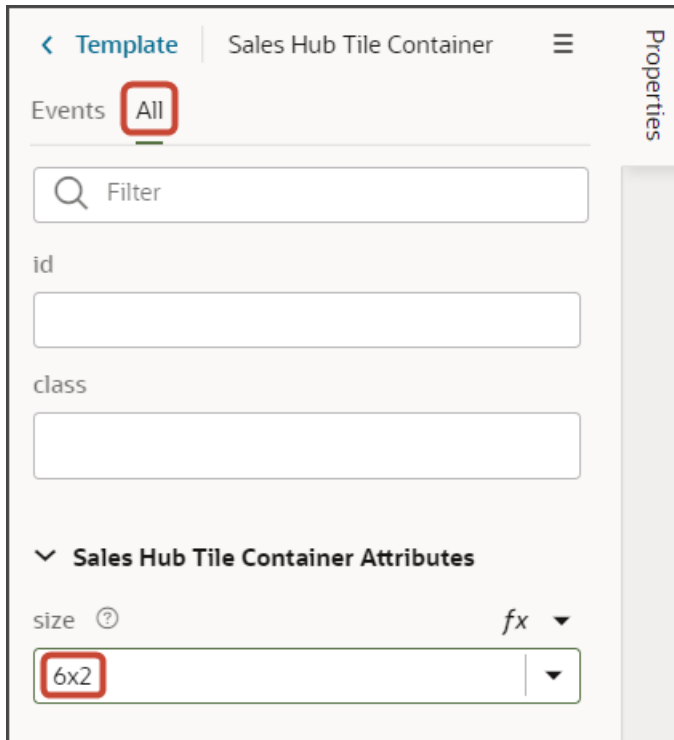 Template Sales Hub Tile Container
Properties
Events All
Filter
id
class
Sales Hub Tile Container Attributes
size fx
6x2